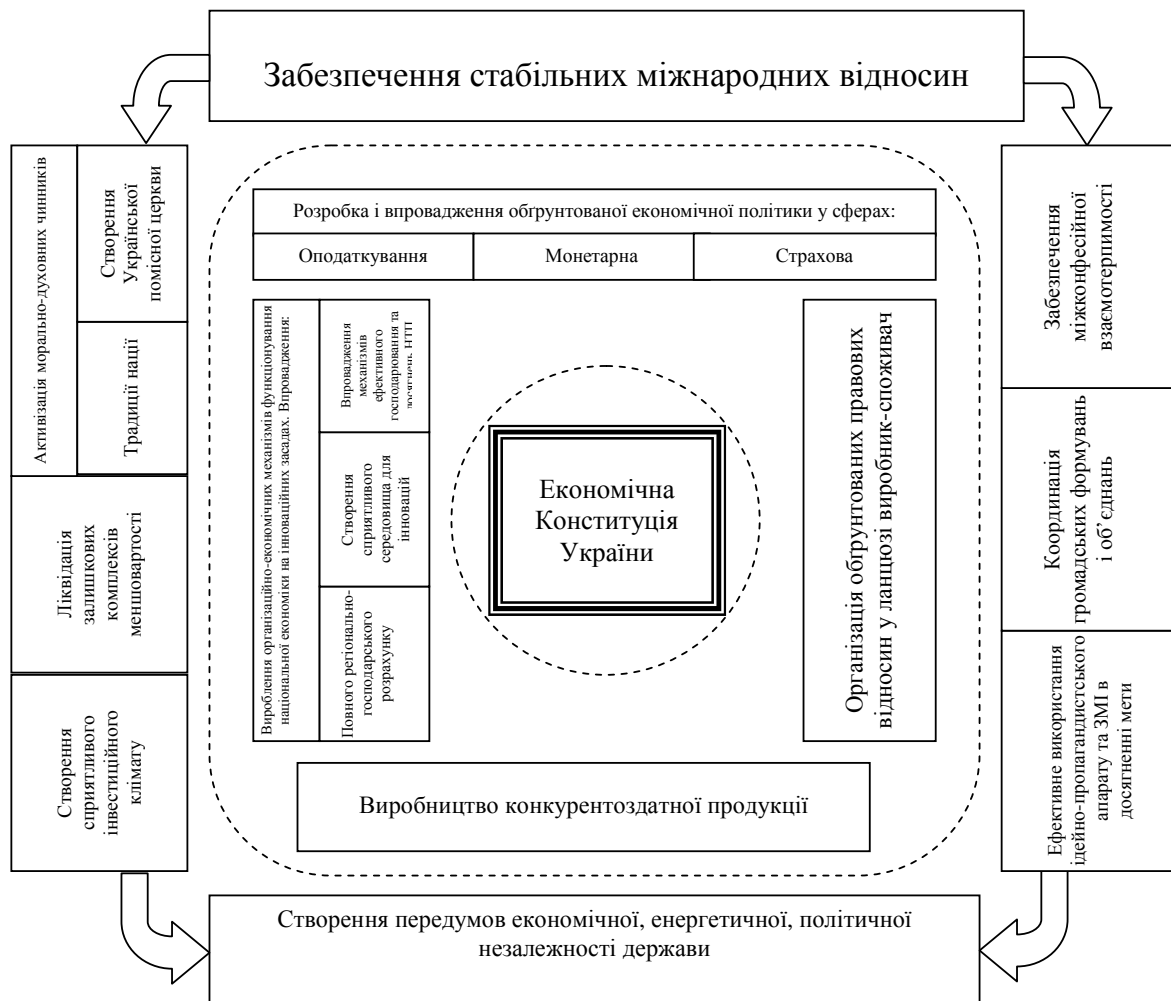 Забезпечення стабільних міжнародних відносин
Активізація морально-духовних чинників
Створення
Української
помісної церкви
Традиції нації
Ліквідація
залишкових
комплексів
меншовартості
Створення
сприятливого
інвестиційного
клімату
Розробка і впровадження обґрунтованої економічної політики у сферах:
Оподаткування
Монетарна
Страхова
Вироблення організаційно-економічних механізмів функціонування
національної економіки на інноваційних засадах. Впровадження:
Впровадження
механізмів
ефективного
господарювання та
досягнень НТП
Створення
сприятливого
середовища для
інновацій
Повного регіонально-
господарського
розрахунку
Економічна
Конституція
України
Організація обґрунтованих правових
відносин у ланцюзі виробник-споживач
Виробництво конкурентоздатної продукції
Забезпечення
міжконфесійної
взаємотерпимості
Координація
громадських формувань
і об’єднань
Ефективне використання
ідейно-пропагандистського
апарату та ЗМІ в
досягненні мети
Створення передумов економічної, енергетичної, політичної
незалежності держави